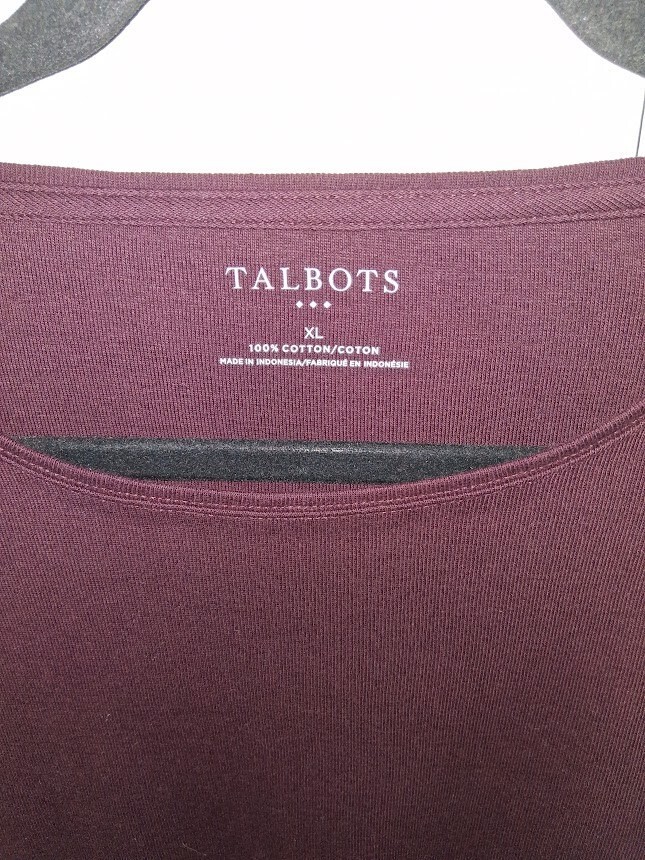 TALBOTS
XL
100% COTTON/COTON
MADE IN INDONESIA/FABRIQUÉ EN INDONÉSIE